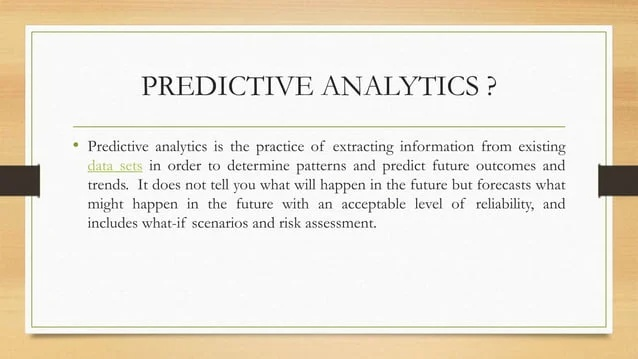 PREDICTIVE ANALYTICS ?
• Predictive analytics is the practice of extracting information from existing
data sets in order to determine patterns and predict future outcomes and
trends. It does not tell you what will happen in the future but forecasts what
might happen in the future with an acceptable level of reliability, and
includes what-if scenarios and risk assessment.